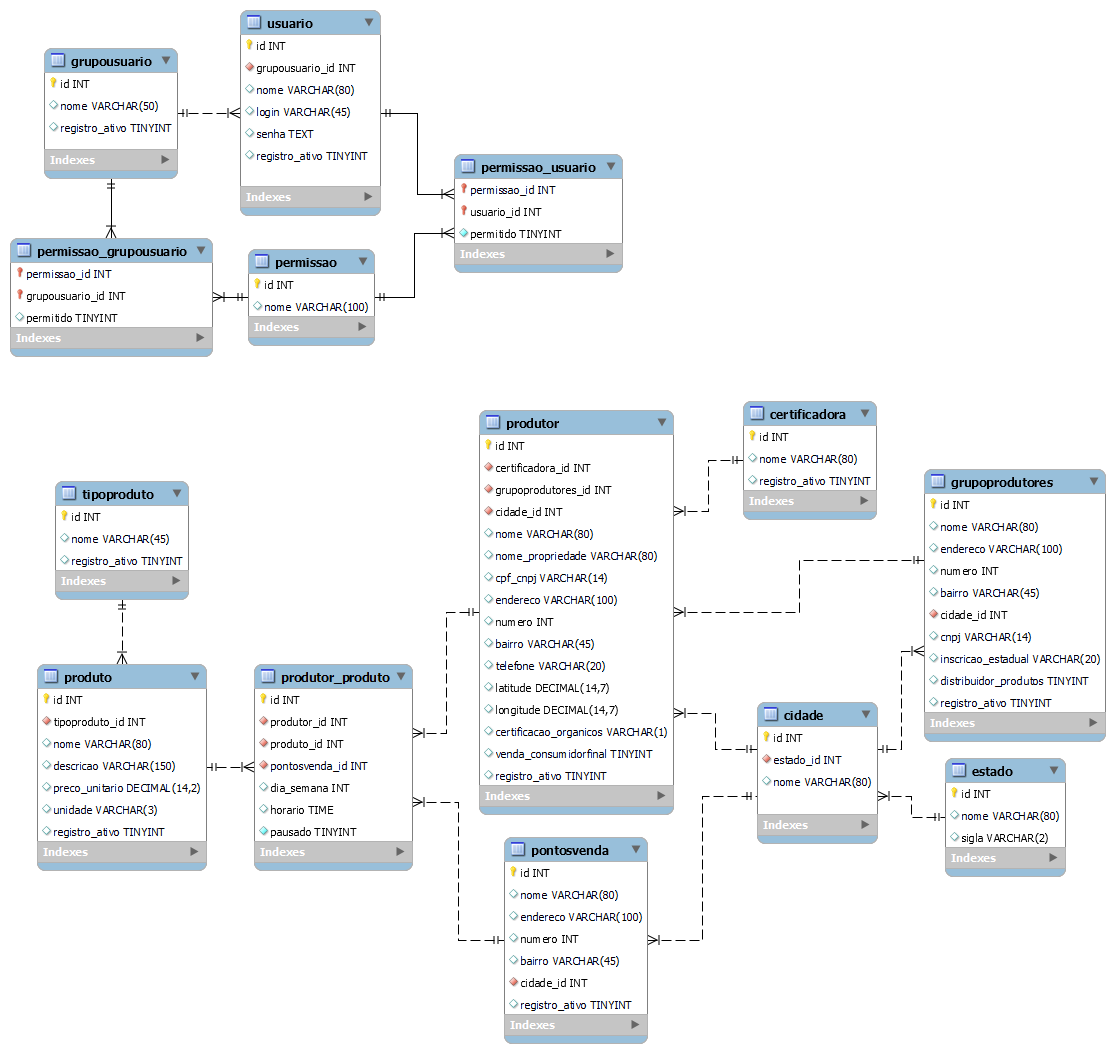 usuario
id INT
grupousuario_id INT
nome VARCHAR(80)
login VARCHAR(45)
senha TEXT
registro_ativo TINYINT
Indexes
grupousuario
id INT
nome VARCHAR(50)
registro_ativo TINYINT
Indexes
permissao_usuario
permissao_id INT
usuario_id INT
permitido TINYINT
Indexes
permissao_grupousuario
permissao_id INT
grupousuario_id INT
permitido TINYINT
Indexes
permissao
id INT
nome VARCHAR(100)
Indexes
produtor
id INT
certificadora_id INT
grupoprodutores_id INT
cidade_id INT
nome VARCHAR(80)
nome_propriedade VARCHAR(80)
cpf_cnpj VARCHAR(14)
endereco VARCHAR(100)
numero INT
bairro VARCHAR(45)
telefone VARCHAR(20)
latitude DECIMAL(14,7)
longitude DECIMAL(14,7)
certificacao_organicos VARCHAR(1)
venda_consumidorfinal TINYINT
registro_ativo TINYINT
Indexes
certificadora
id INT
nome VARCHAR(80)
registro_ativo TINYINT
Indexes
grupoprodutores
id INT
nome VARCHAR(80)
endereco VARCHAR(100)
numero INT
bairro VARCHAR(45)
cidade_id INT
cnpj VARCHAR(14)
inscricao_estadual VARCHAR(20)
distribuidor_produtos TINYINT
registro_ativo TINYINT
Indexes
tipoproduto
id INT
nome VARCHAR(45)
registro_ativo TINYINT
Indexes
produto
id INT
tipoproduto_id INT
nome VARCHAR(80)
descricao VARCHAR(150)
preco_unitario DECIMAL(14,2)
unidade VARCHAR(3)
registro_ativo TINYINT
Indexes
produtor_produto
id INT
produtor_id INT
produto_id INT
pontosvenda_id INT
dia_semana INT
horario TIME
pausado TINYINT
Indexes
cidade
id INT
estado_id INT
nome VARCHAR(80)
Indexes
estado
id INT
nome VARCHAR(80)
sigla VARCHAR(2)
Indexes
pontosvenda
id INT
nome VARCHAR(80)
endereco VARCHAR(100)
numero INT
bairro VARCHAR(45)
cidade_id INT
registro_ativo TINYINT
Indexes